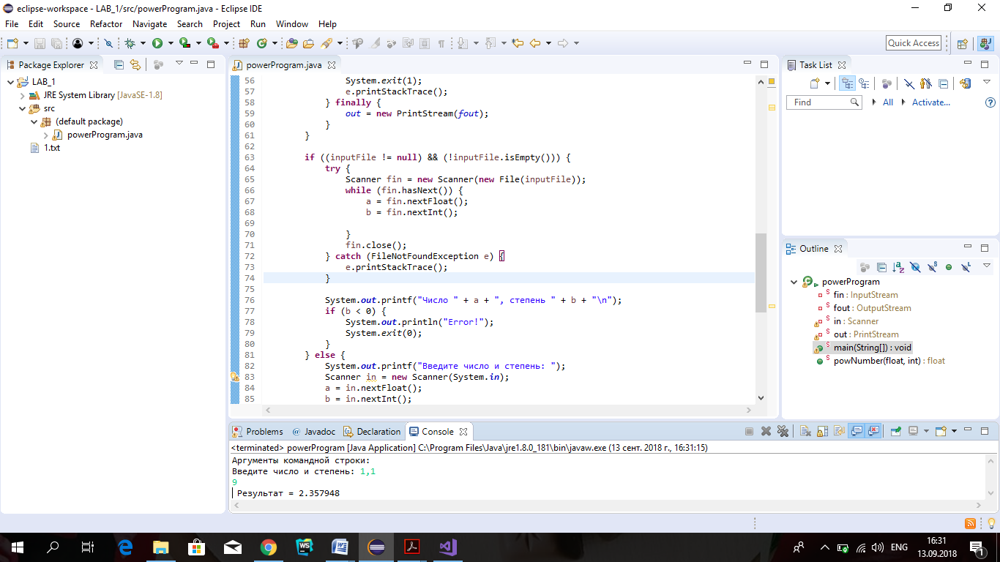 eclipse-workspace - LAB_1/src/powerProgram.java - Eclipse IDE
File Edit Source Refactor Navigate Search Project Run Window Help
Quick Access
Package Explorer
LAB_1
JRE System Library [JavaSE-1.8]
src
(default package)
powerProgram.java
1.txt
powerProgram.java
56 System.exit(1);
57 e.printStackTrace();
58 } finally {
59 out = new PrintStream(fout);
60 }
61 }
62
63 if ((inputFile != null) && (!inputFile.isEmpty())) {
64 try {
65 Scanner fin = new Scanner(new File(inputFile));
66 while (fin.hasNext()) {
67 a = fin.nextFloat();
68 b = fin.nextInt();
69
70 }
71 fin.close();
72 } catch (FileNotFoundException e) {
73 e.printStackTrace();
74 }
75
76 System.out.printf("Число " + a + ", степень " + b + "\n");
77 if (b < 0) {
78 System.out.println("Error!");
79 System.exit(0);
80 }
81 } else {
82 System.out.printf("Введите число и степень: ");
83 Scanner in = new Scanner(System.in);
84 a = in.nextFloat();
85 b = in.nextInt();
Task List
Find All Activate...
Outline
powerProgram
fin : InputStream
fout : OutputStream
in : Scanner
out : PrintStream
main(String[]) : void
powNumber(float, int) : float
Problems @ Javadoc Declaration Console
<terminated> powerProgram [Java Application] C:\Program Files\Java\jre1.8.0_181\bin\javaw.exe (13 сент. 2018 г., 16:31:15)
Аргументы командной строки:
Введите число и степень: 1,1
9
Результат = 2.357948
ENG
16:31
13.09.2018
1